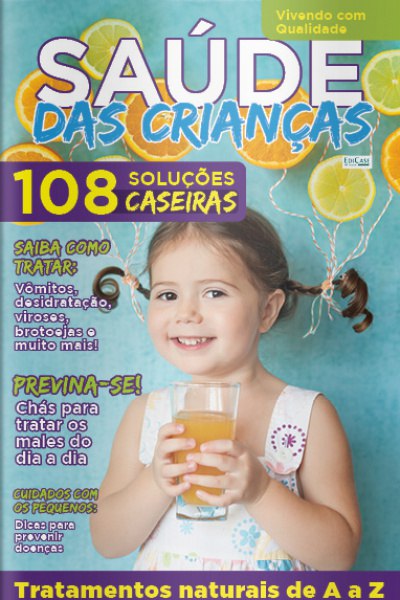 Vivendo com
Qualidade
SAÚDE
DAS CRIANÇAS
EdiCase
108 SOLUÇÕES
CASEIRAS
SAIBA COMO
TRATAR:
Vômitos,
desidratação,
viroses,
brotoejas e
muito mais!
PREVINA-SE!
Chás para
tratar os
males do
dia a dia
CUIDADOS COM
OS PEQUENOS:
Dicas para
prevenir
doenças
Tratamentos naturais de A a Z